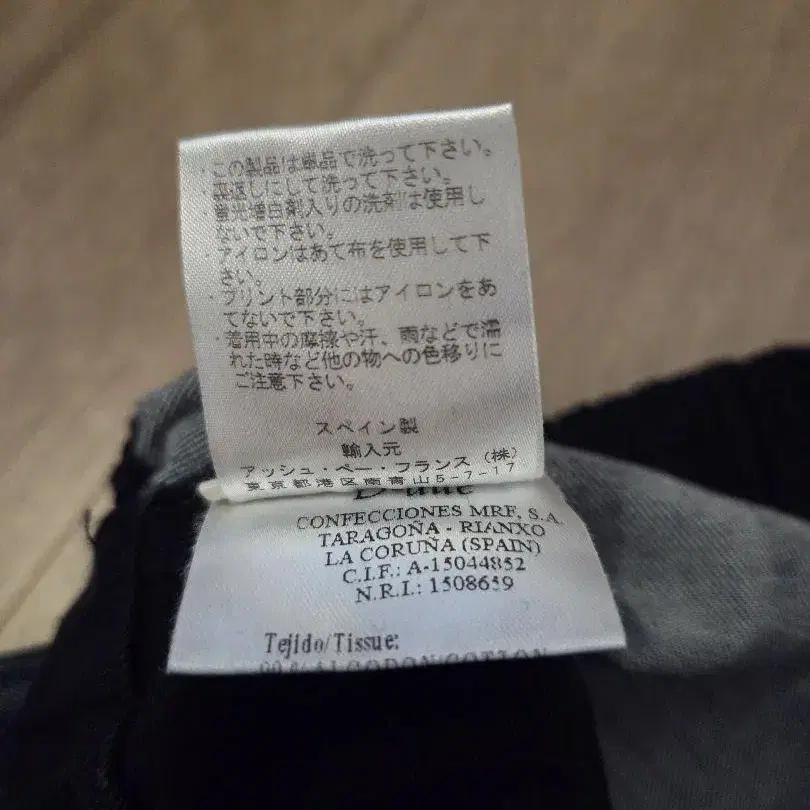 ・この製品は単品で洗って下さい。
・裏返しにして洗って下さい。
・蛍光増白剤入りの洗剤は使用し
ないで下さい。
・アイロンはあて布を使用して下
さい。
・プリント部分にはアイロンをあ
てないで下さい。
・着用中の摩擦や汗、雨などで濡
れた時など他の物への色移りに
ご注意下さい。
スペイン製
輸入元
アッシュ・ペー・フランス(株)
東京都港区南青山5-7-17
CONFECCIONES MRF, S.A.
TARAGOÑA - RIANXO
LA CORUÑA (SPAIN)
C.I.F.: A-15044852
N.R.I.: 1508659
Tejido/Tissue:
ALGODON/COTTON